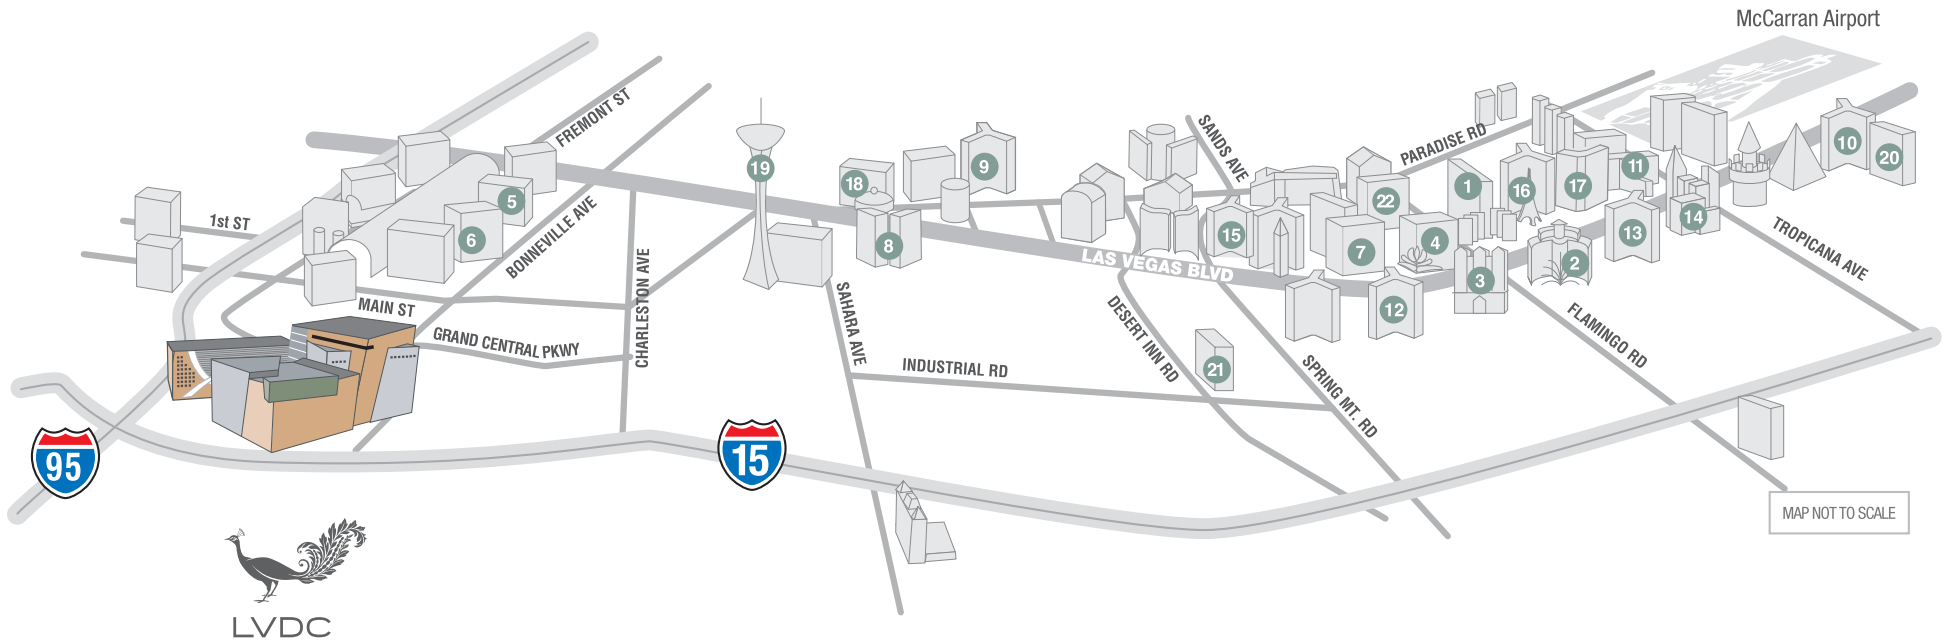 McCarran Airport
FREMONT ST
SANDS AVE
PARADISE RD
1st ST
BONNEVILLE AVE
CHARLESTON AVE
LAS VEGAS BLVD
TROPICANA AVE
MAIN ST
GRAND CENTRAL PKWY
SAHARA AVE
INDUSTRIAL RD
DESERT INN RD
SPRING MT. RD
FLAMINGO RD
19
18
9
5
6
8
15
22
7
4
1
16
17
11
10
20
13
14
2
3
12
21
95
15
MAP NOT TO SCALE
LVDC